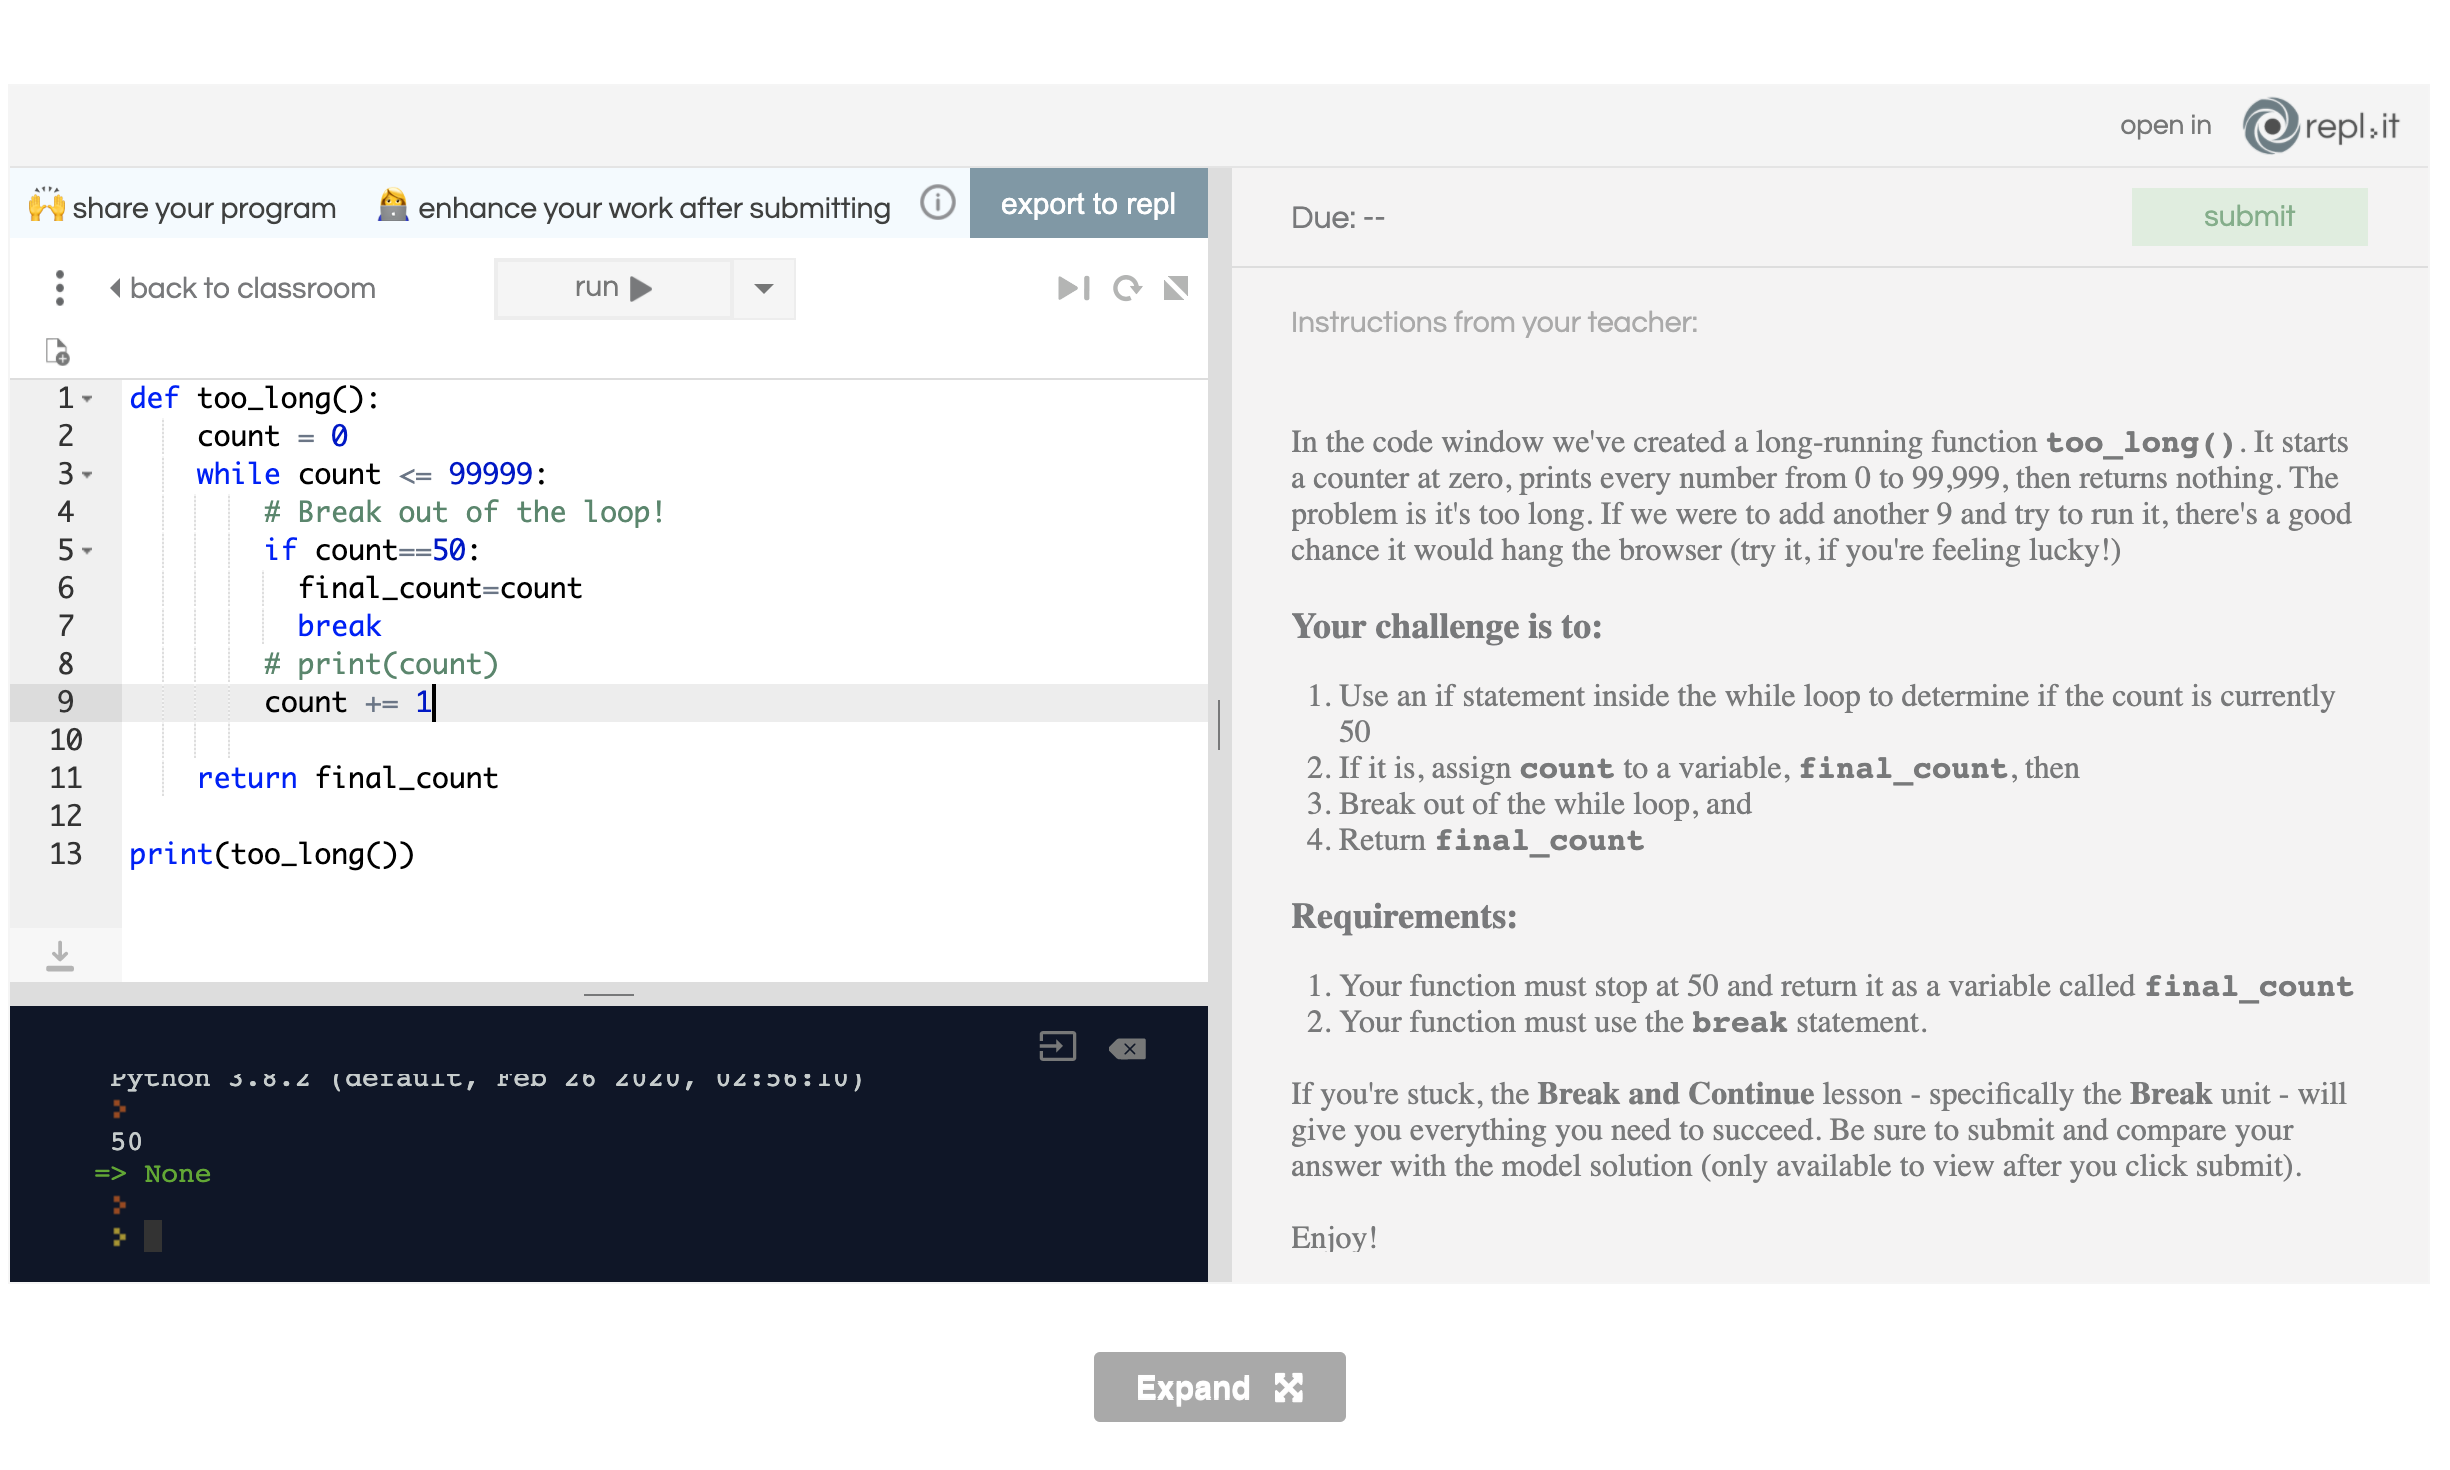 open in repl.it
🙌 share your program 👩‍💻 enhance your work after submitting export to repl
Due: --
submit
back to classroom
run
Instructions from your teacher:
1 def too_long():
2     count = 0
3     while count <= 99999:
4         # Break out of the loop!
5         if count==50:
6           final_count=count
7           break
8         # print(count)
9         count += 1
10
11     return final_count
12
13 print(too_long())
Python 3.8.2 (default, Feb 26 2020, 02:56:10)
50
=> None
In the code window we've created a long-running function too_long(). It starts
a counter at zero, prints every number from 0 to 99,999, then returns nothing. The
problem is it's too long. If we were to add another 9 and try to run it, there's a good
chance it would hang the browser (try it, if you're feeling lucky!)
Your challenge is to:
1. Use an if statement inside the while loop to determine if the count is currently
50
2. If it is, assign count to a variable, final_count, then
3. Break out of the while loop, and
4. Return final_count
Requirements:
1. Your function must stop at 50 and return it as a variable called final_count
2. Your function must use the break statement.
If you're stuck, the Break and Continue lesson - specifically the Break unit - will
give you everything you need to succeed. Be sure to submit and compare your
answer with the model solution (only available to view after you click submit).
Enjoy!
Expand